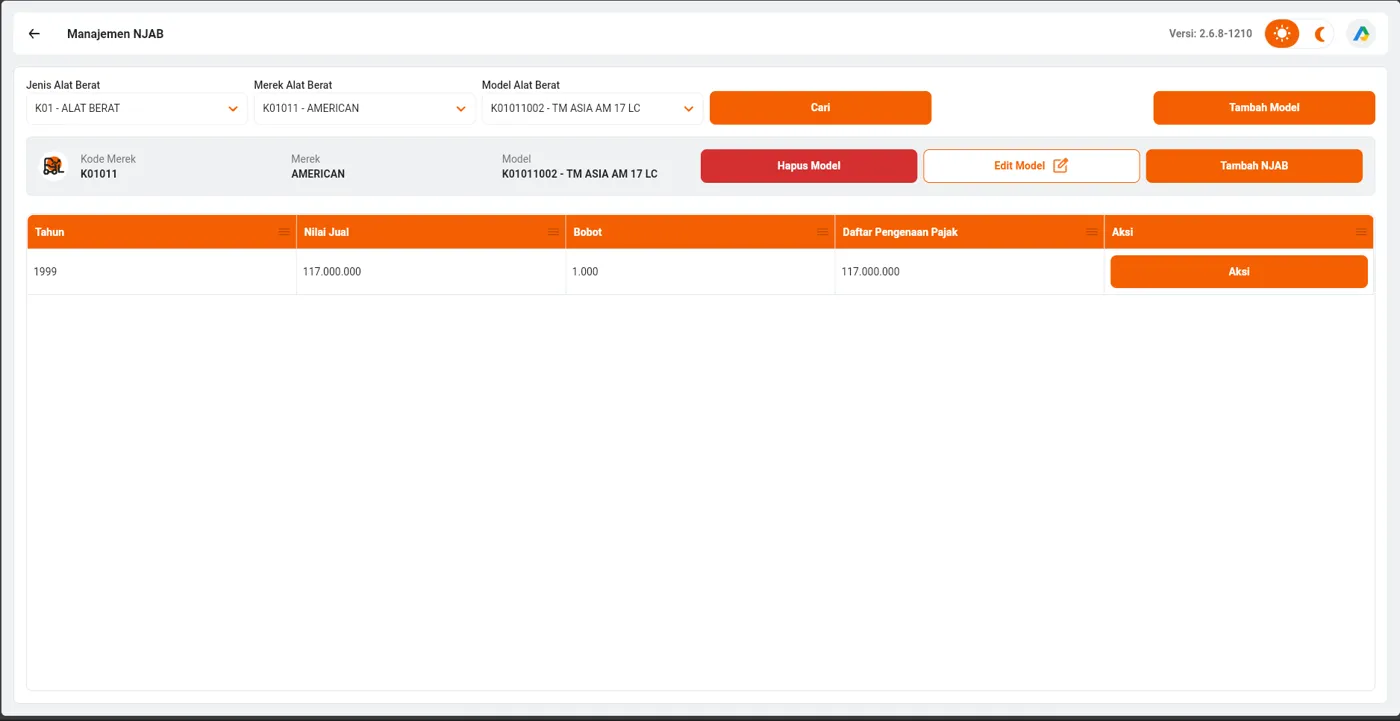 Manajemen NJAB
Versi: 2.6.8-1210
Jenis Alat Berat
Merek Alat Berat
Model Alat Berat
K01 - ALAT BERAT
K01011 - AMERICAN
K01011002 - TM ASIA AM 17 LC
Cari
Tambah Model
Kode Merek
K01011
Merek
AMERICAN
Model
K01011002 - TM ASIA AM 17 LC
Hapus Model
Edit Model
Tambah NJAB
Tahun
Nilai Jual
Bobot
Daftar Pengenaan Pajak
Aksi
1999
117.000.000
1.000
117.000.000
Aksi